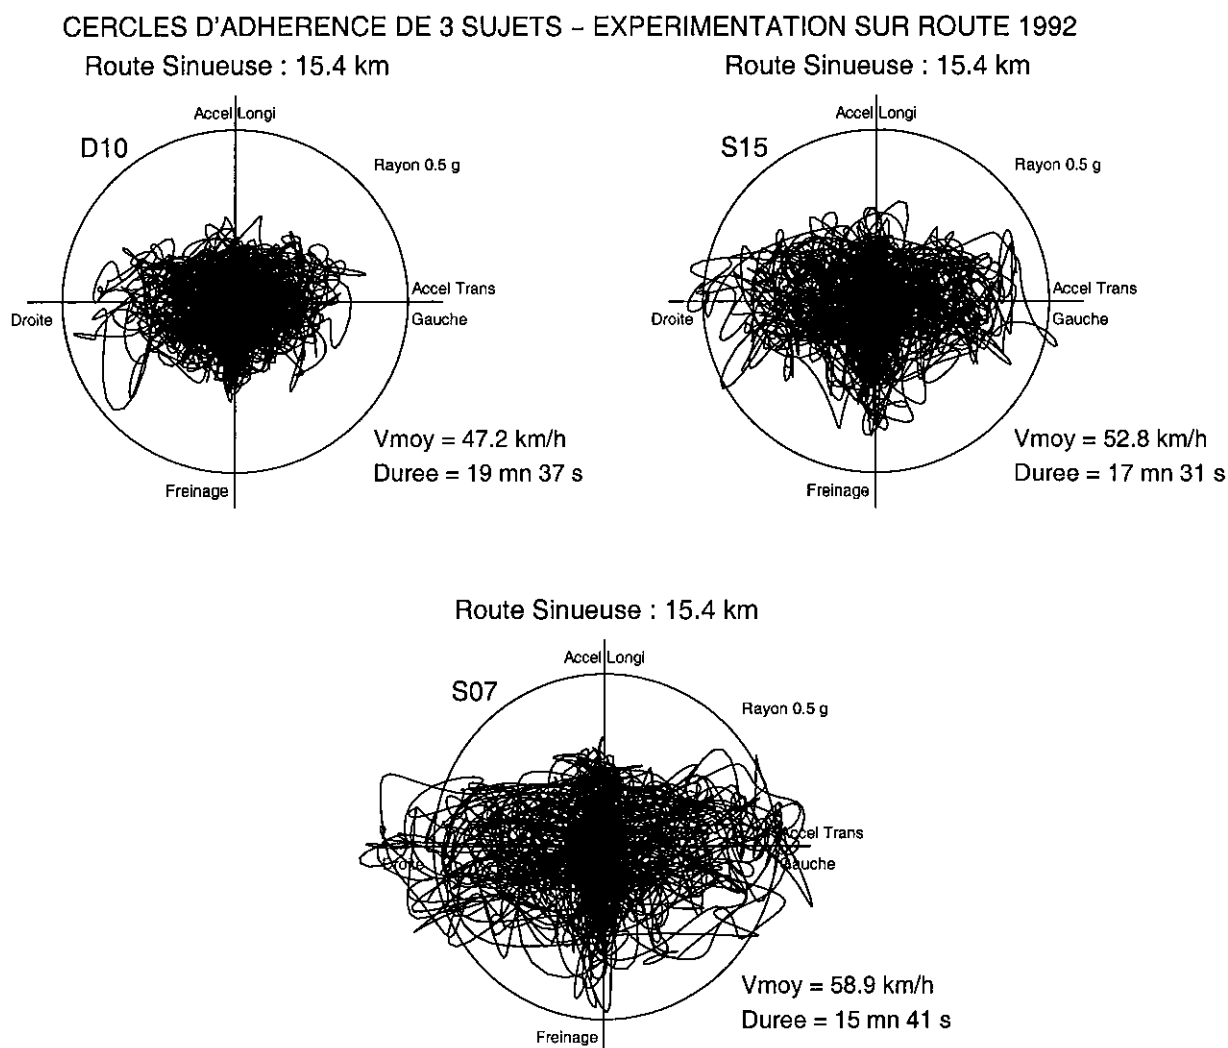 CERCLES D'ADHERENCE DE 3 SUJETS – EXPERIMENTATION SUR ROUTE 1992
Route Sinueuse : 15.4 km
Accel Longi
D10
Rayon 0.5 g
Accel Trans
Droite
Gauche
Vmoy = 47.2 km/h
Duree = 19 mn 37 s
Freinage
Route Sinueuse : 15.4 km
Accel Longi
S15
Rayon 0.5 g
Accel Trans
Droite
Gauche
Vmoy = 52.8 km/h
Duree = 17 mn 31 s
Freinage
Route Sinueuse : 15.4 km
Accel Longi
S07
Rayon 0.5 g
Accel Trans
Droite
Gauche
Vmoy = 58.9 km/h
Duree = 15 mn 41 s
Freinage